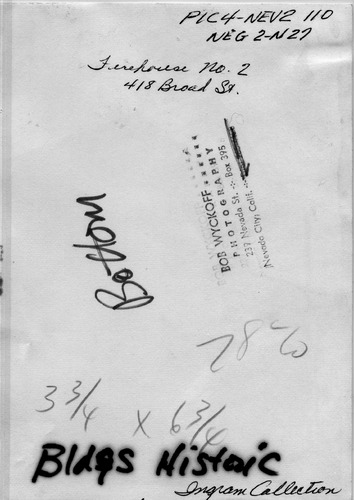 PIC4-NEV2 110
NEG 2-N27
Firehouse No. 2
418 Broad St.
BOB WYCKOFF
PHOTOGRAPHY
237 Nevada St. Box 395
Nevada City, Calif.
Bottom
78%
3 3/4 x 6 3/4
Bldgs Historic
Ingram Collection